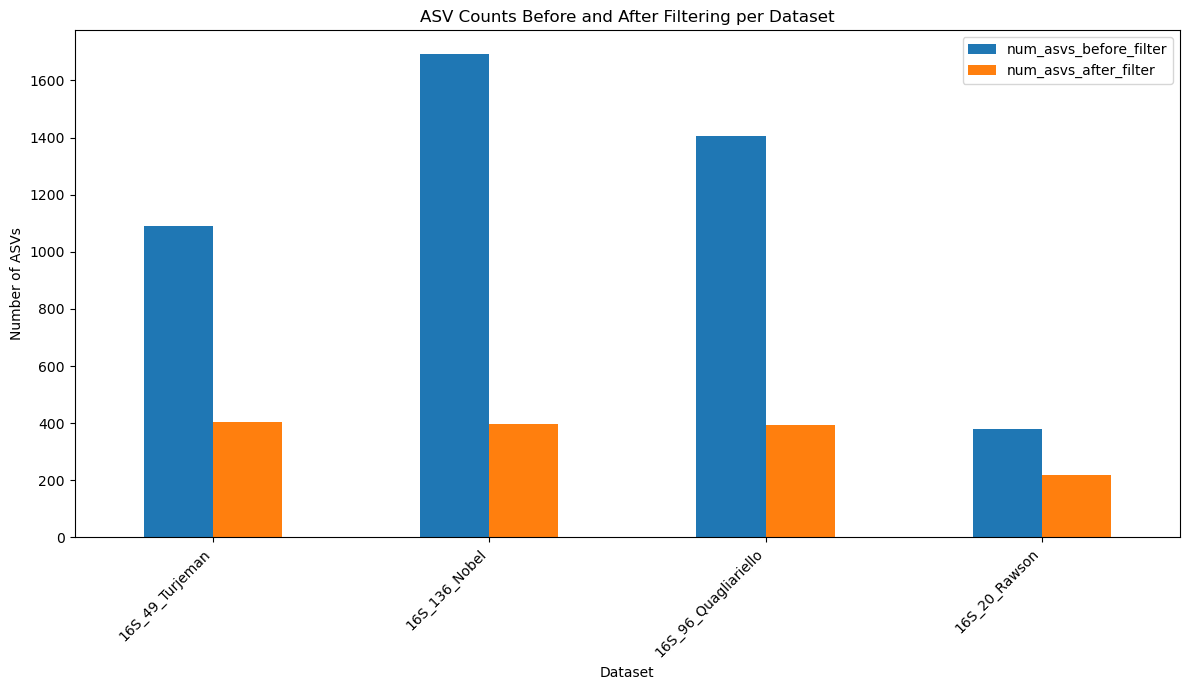 ASV Counts Before and After Filtering per Dataset
num_asvs_before_filter
num_asvs_after_filter
Number of ASVs
1600
1400
1200
1000
800
600
400
200
0
16S_49_Turjeman
16S_136_Nobel
16S_96_Quagliariello
16S_20_Rawson
Dataset